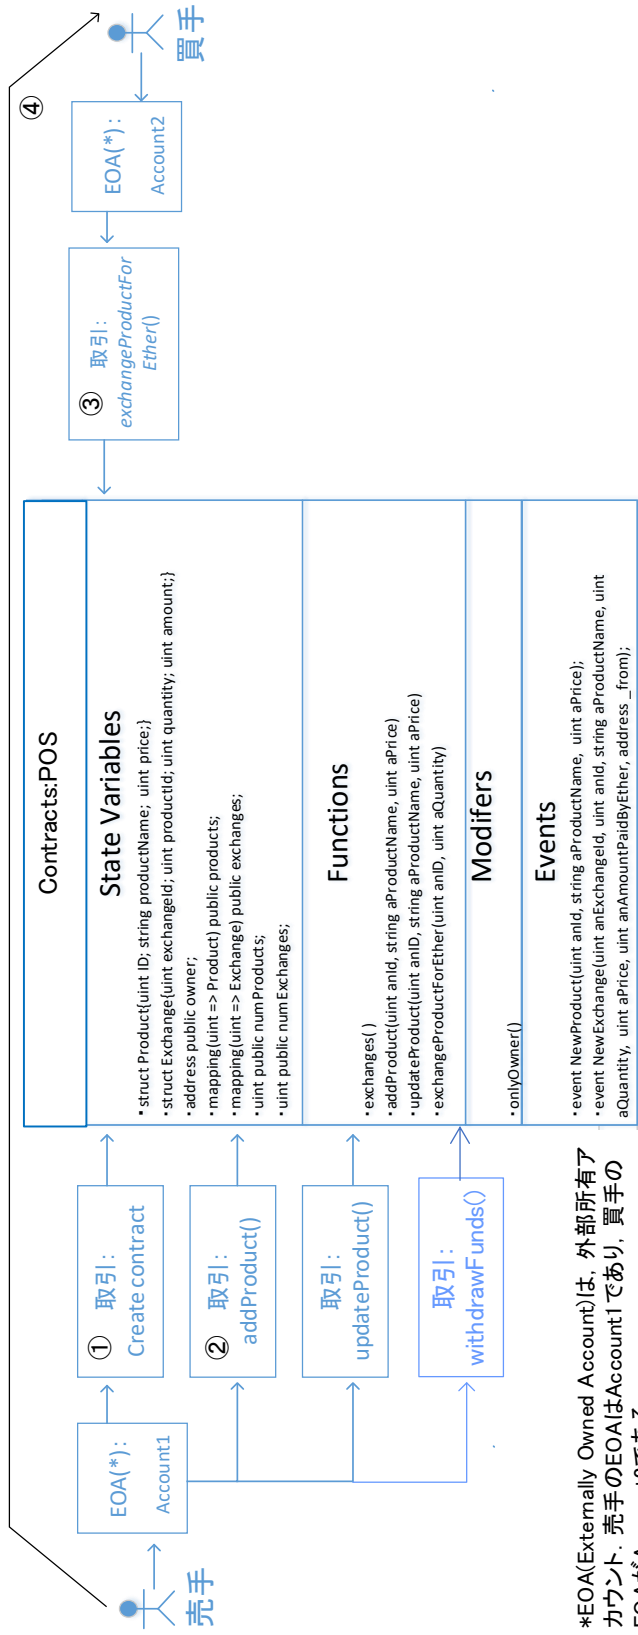 ④
売手
EOA(*):
Account1
① 取引:
Create contract
② 取引:
addProduct()
取引:
updateProduct()
取引:
withdrawFunds()
Contracts:POS
State Variables
▪ struct Product{uint ID; string productName; uint price;}
▪ struct Exchange{uint exchangeId; uint productId; uint quantity; uint amount;}
▪ address public owner;
▪ mapping(uint => Product) public products;
▪ mapping(uint => Exchange) public exchanges;
▪ uint public numProducts;
▪ uint public numExchanges;
Functions
▪ exchanges( )
▪ addProduct(uint anId, string aProductName, uint aPrice)
▪ updateProduct(uint anID, string aProductName, uint aPrice)
▪ exchangeProductForEther(uint anID, uint aQuantity)
Modifers
▪ onlyOwner()
Events
▪ event NewProduct(uint anId, string aProductName, uint aPrice);
▪ event NewExchange(uint anExchangeId, uint anId, string aProductName, uint
aQuantity, uint aPrice, uint anAmountPaidByEther, address _from);
③ 取引:
exchangeProductFor
Ether()
EOA(*):
Account2
買手
*EOA(Externally Owned Account)は, 外部所有ア
カウント. 売手のEOAはAccount1であり, 買手の